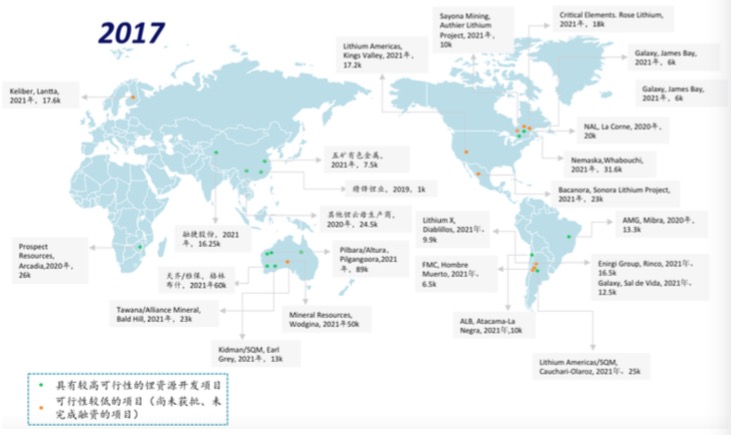 2017
Sayona Mining,
Authier Lithium
Project, 2021年,
10k
Critical Elements. Rose Lithium,
2021年, 18k
Lithium Americas,
Kings Valley, 2021年,
17.2k
Galaxy, James Bay,
2021年, 6k
Keliber, Lantta,
2021年, 17.6k
Galaxy, James Bay,
2021年, 6k
NAL, La Corne, 2020年,
20k
五矿有色金属,
2021年, 7.5k
Nemaska,Whabouchi,
2021年, 31.6k
赣锋锂业, 2019, 1k
Bacanora, Sonora Lithium Project,
2021年, 23k
其他锂云母生产商,
2020年, 24.5k
Lithium X,
Diablillos, 2021年,
9.9k
AMG, Mibra, 2020年,
13.3k
融捷股份, 2021
年, 16.25k
Prospect
Resources,
Arcadia,2020年,
26k
Pilbara/Altura,
Pilgangoora,2021
年, 89k
FMC, Hombre
Muerto, 2021年,
6.5k
Enirgi Group, Rinco, 2021年,
16.5k
Galaxy, Sal de Vida, 2021年,
12.5k
天齐/雅保, 格林
布什, 2021年60k
Tawana/Alliance Mineral,
Bald Hill, 2021年, 23k
Mineral Resources,
Wodgina, 2021年50k
ALB, Atacama-La
Negra, 2021年,10k
Kidman/SQM, Earl
Grey, 2021年, 13k
Lithium Americas/SQM,
Cauchari-Olaroz, 2021年, 25k
具有较高可行性的锂资源开发项目
可行性较低的项目（尚未获批、未
完成融资的项目）